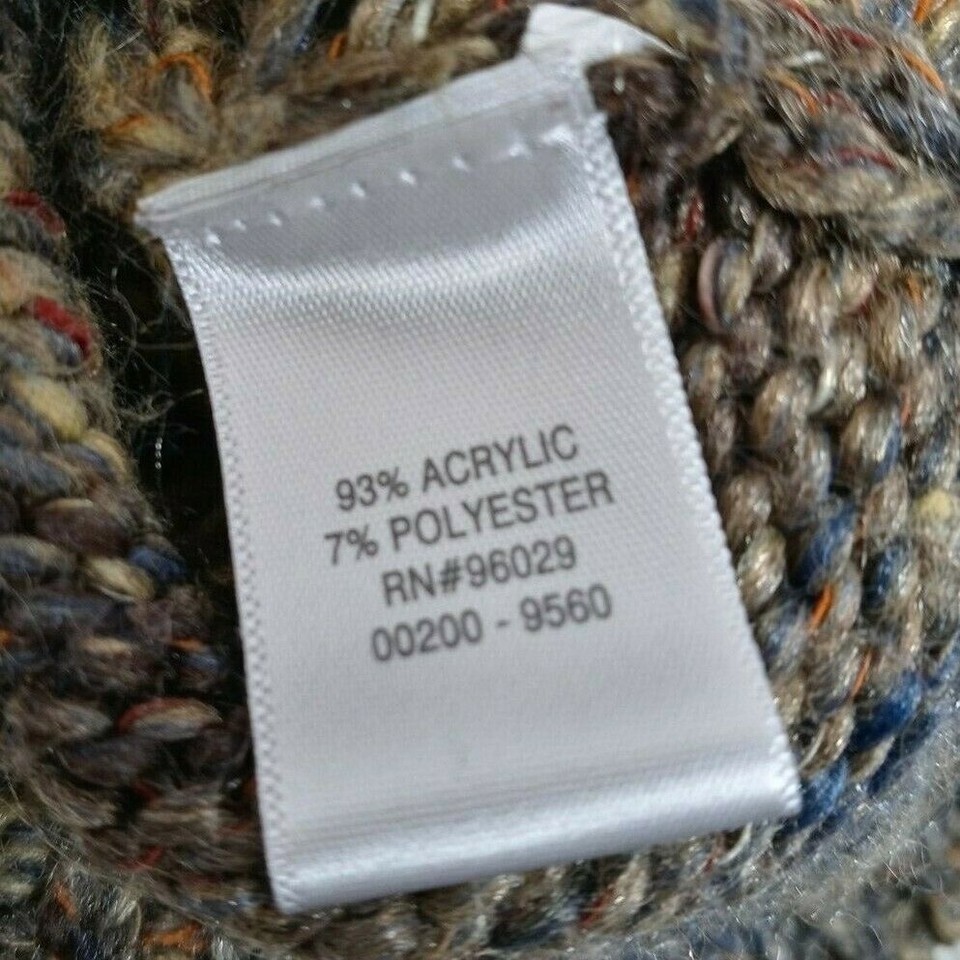 93% ACRYLIC
7% POLYESTER
RN#96029
00200 - 9560